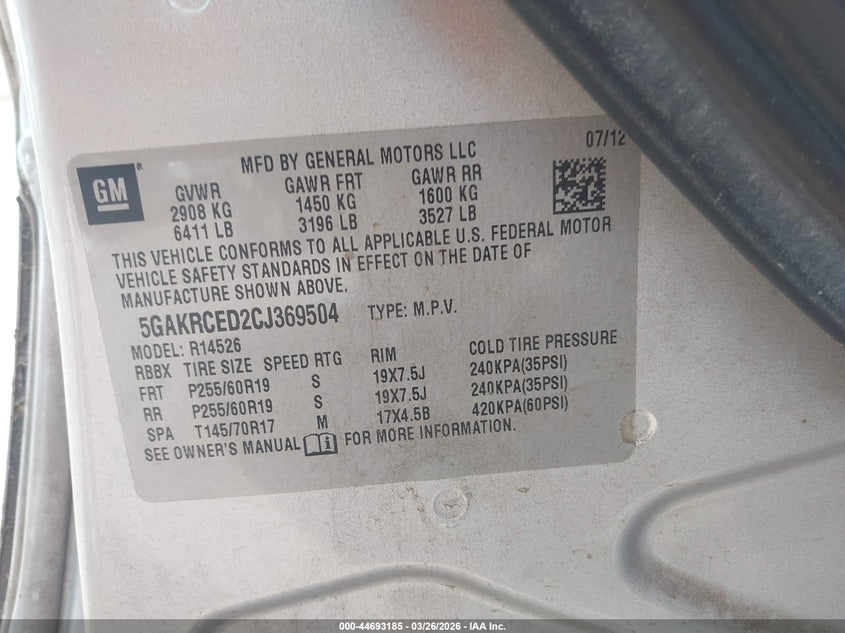 GM
MFD BY GENERAL MOTORS LLC 07/12
GVWR GAWR FRT GAWR RR
2908 KG 1450 KG 1600 KG
6411 LB 3196 LB 3527 LB
THIS VEHICLE CONFORMS TO ALL APPLICABLE U.S. FEDERAL MOTOR
VEHICLE SAFETY STANDARDS IN EFFECT ON THE DATE OF
MANUFACTURE SHOWN ABOVE.
5GAKRCED2CJ369504 TYPE: M.P.V.
MODEL: R14526
RBBX TIRE SIZE SPEED RTG RIM COLD TIRE PRESSURE
FRT P255/60R19 S 19X7.5J 240KPA(35PSI)
RR P255/60R19 S 19X7.5J 240KPA(35PSI)
SPA T145/70R17 M 17X4.5B 420KPA(60PSI)
SEE OWNER'S MANUAL FOR MORE INFORMATION.
000-44693185 - 03/26/2026 - IAA Inc.